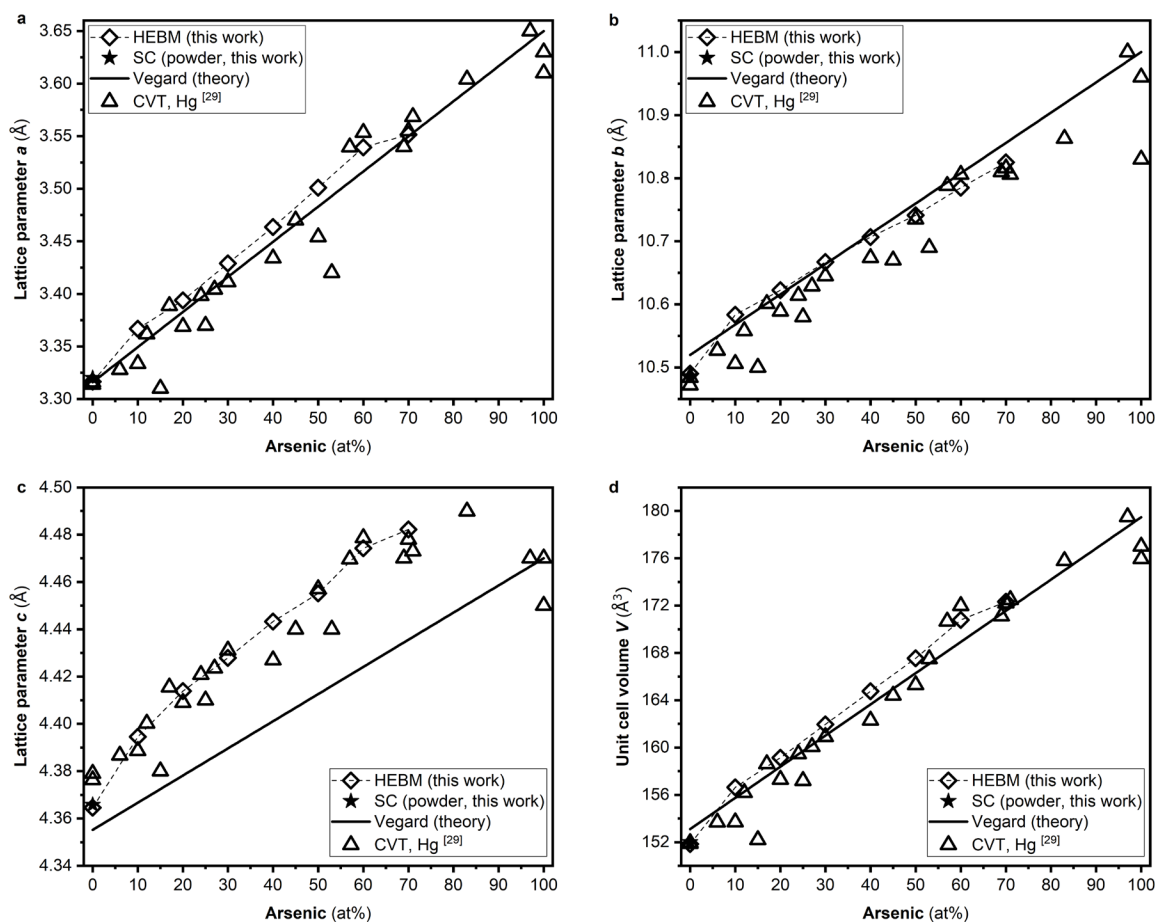 a
3.65
3.60
3.55
3.50
3.45
3.40
3.35
3.30
Lattice parameter a (Å)
HEBM (this work)
SC (powder, this work)
Vegard (theory)
CVT, Hg [29]
0 10 20 30 40 50 60 70 80 90 100
Arsenic (at%)
b
11.0
10.9
10.8
10.7
10.6
10.5
Lattice parameter b (Å)
HEBM (this work)
SC (powder, this work)
Vegard (theory)
CVT, Hg [29]
0 10 20 30 40 50 60 70 80 90 100
Arsenic (at%)
c
4.50
4.48
4.46
4.44
4.42
4.40
4.38
4.36
4.34
Lattice parameter c (Å)
HEBM (this work)
SC (powder, this work)
Vegard (theory)
CVT, Hg [29]
0 10 20 30 40 50 60 70 80 90 100
Arsenic (at%)
d
180
176
172
168
164
160
156
152
Unit cell volume V (Å³)
HEBM (this work)
SC (powder, this work)
Vegard (theory)
CVT, Hg [29]
0 10 20 30 40 50 60 70 80 90 100
Arsenic (at%)